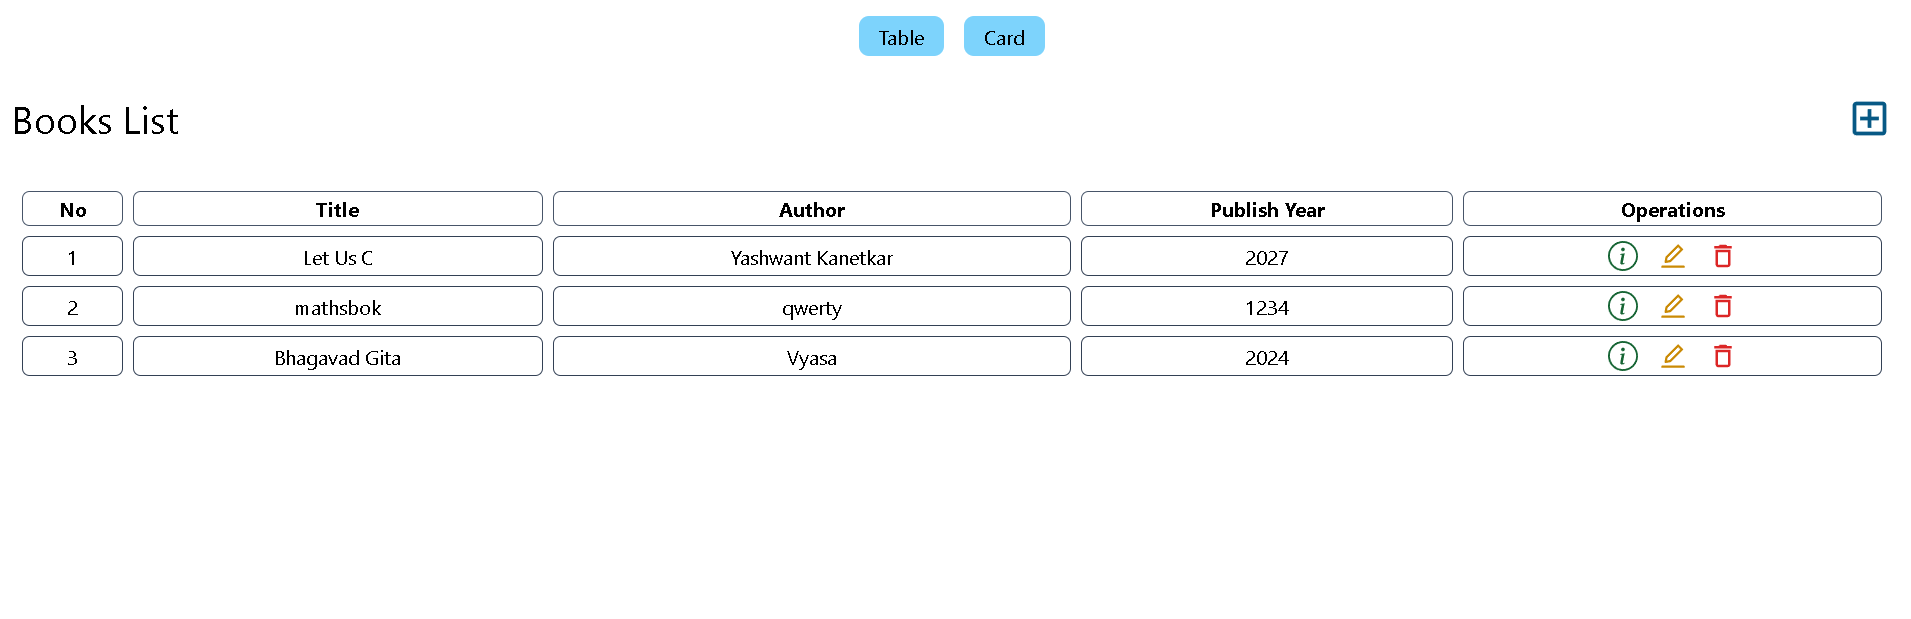 Table Card
Books List
No Title Author Publish Year Operations
1 Let Us C Yashwant Kanetkar 2027
2 mathsbok qwerty 1234
3 Bhagavad Gita Vyasa 2024